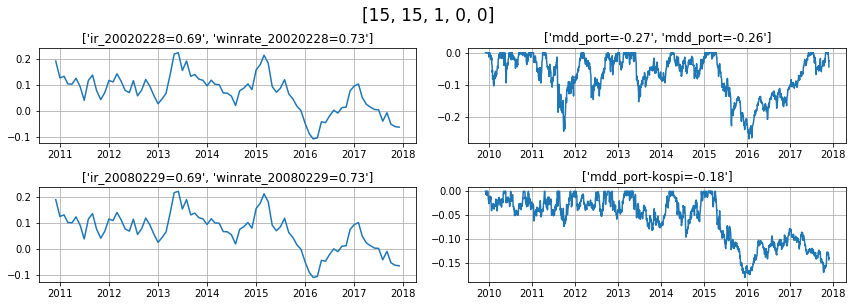 [15, 15, 1, 0, 0]
['ir_20020228=0.69', 'winrate_20020228=0.73']
0.2
0.1
0.0
−0.1
2011 2012 2013 2014 2015 2016 2017 2018
['mdd_port=-0.27', 'mdd_port=-0.26']
0.0
−0.1
−0.2
2010 2011 2012 2013 2014 2015 2016 2017 2018
['ir_20080229=0.69', 'winrate_20080229=0.73']
0.2
0.1
0.0
−0.1
2011 2012 2013 2014 2015 2016 2017 2018
['mdd_port-kospi=-0.18']
0.00
−0.05
−0.10
−0.15
2010 2011 2012 2013 2014 2015 2016 2017 2018